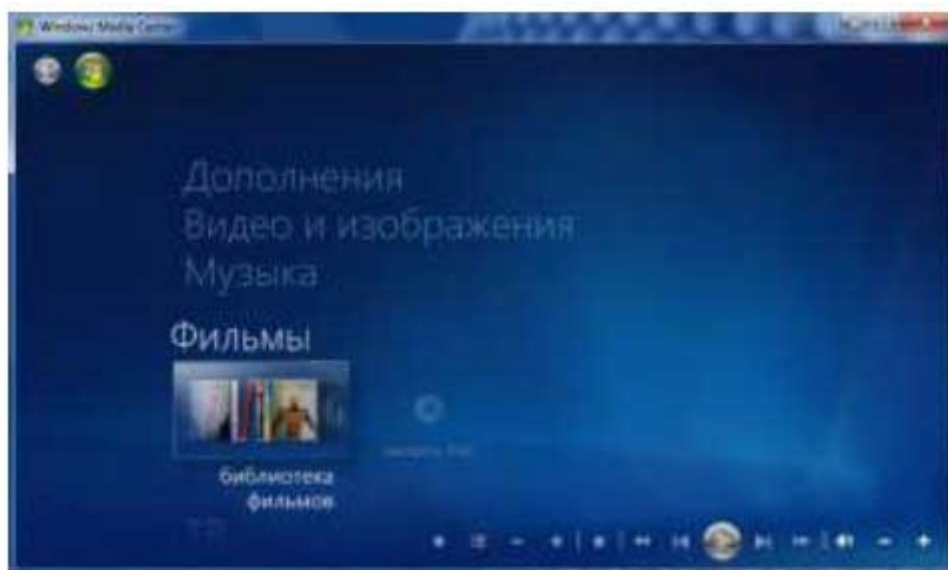 Windows Media Center
Дополнения
Видео и изображения
Музыка
Фильмы
библиотека
фильмов